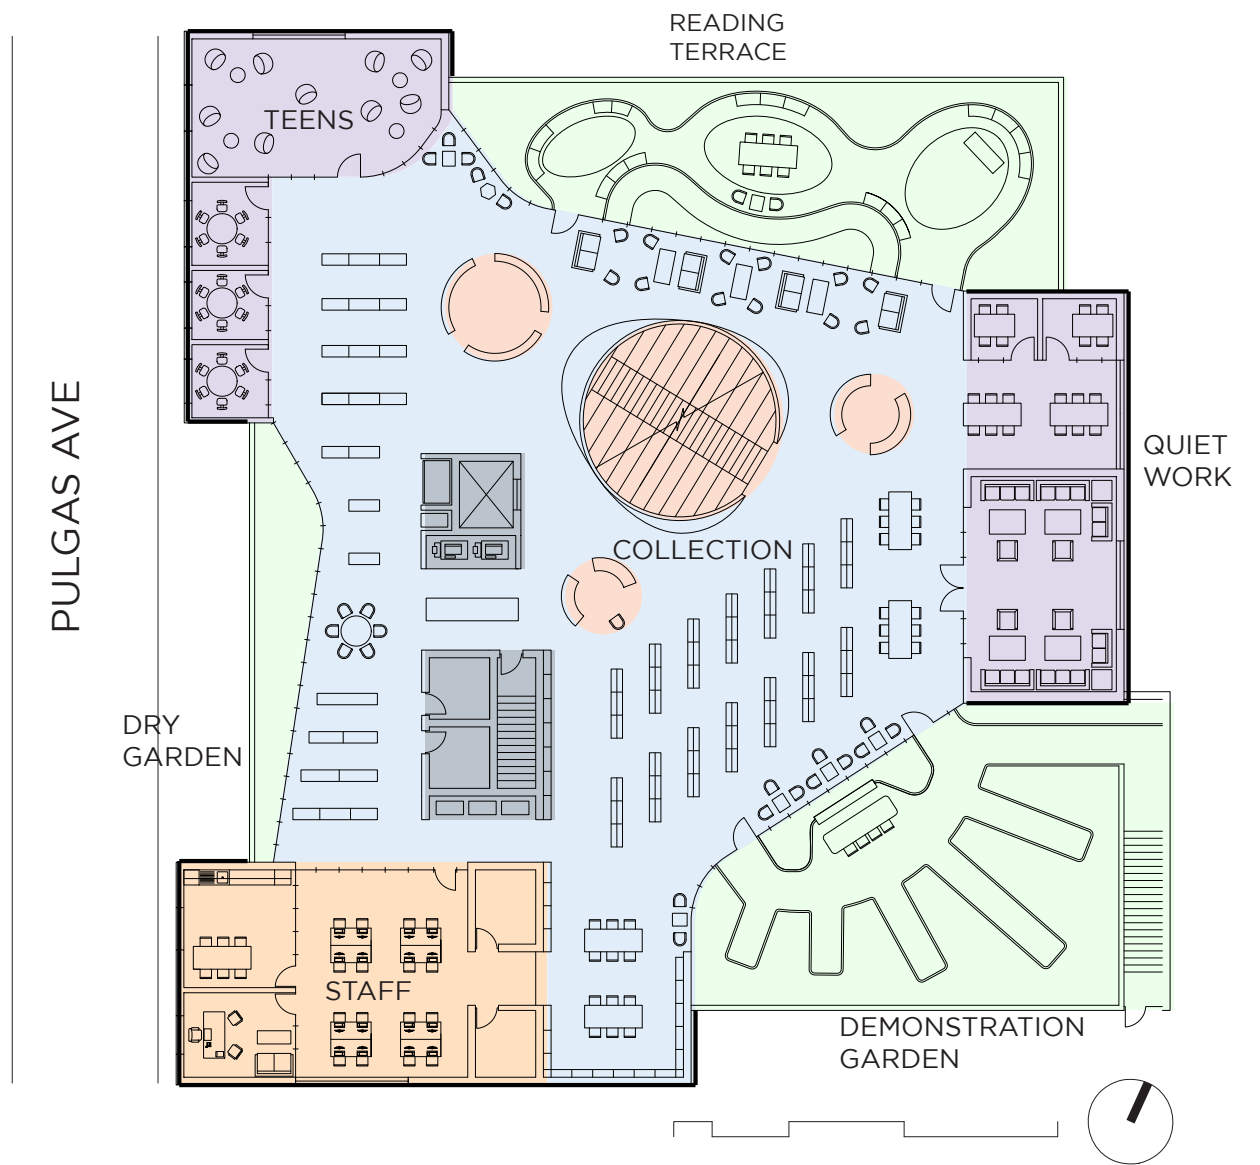 READING
TERRACE
TEENS
PULGAS AVE
QUIET
WORK
COLLECTION
DRY
GARDEN
STAFF
DEMONSTRATION
GARDEN